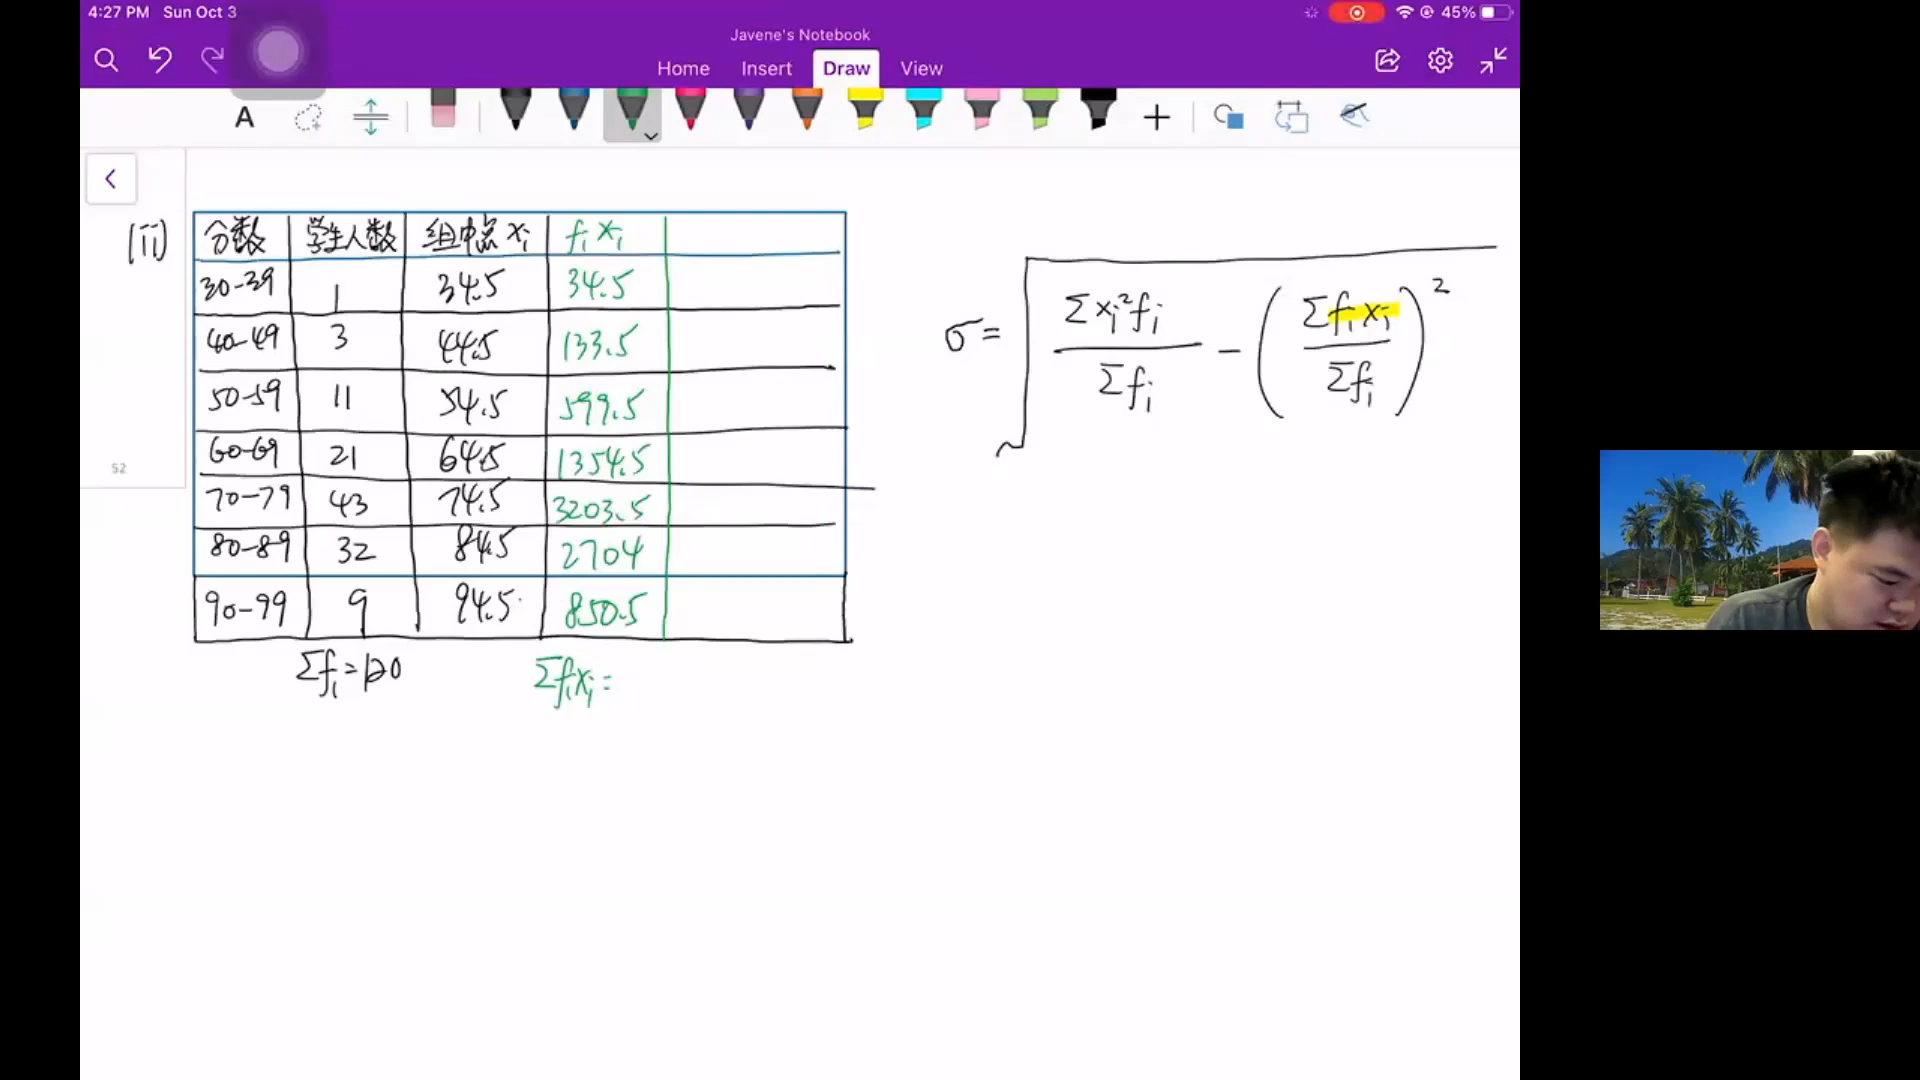 4:27 PM Sun Oct 3
45%
Javene's Notebook
Home Insert Draw View
A
52
(ii)
分数 学生人数 组中点 xᵢ fᵢxᵢ
30-39 1 34.5 34.5
40-49 3 44.5 133.5
50-59 11 54.5 599.5
60-69 21 64.5 1354.5
70-79 43 74.5 3203.5
80-89 32 84.5 2704
90-99 9 94.5 850.5
Σfᵢ=120 Σfᵢxᵢ=
σ = √(Σxᵢ²fᵢ / Σfᵢ - (Σfᵢxᵢ / Σfᵢ)²)